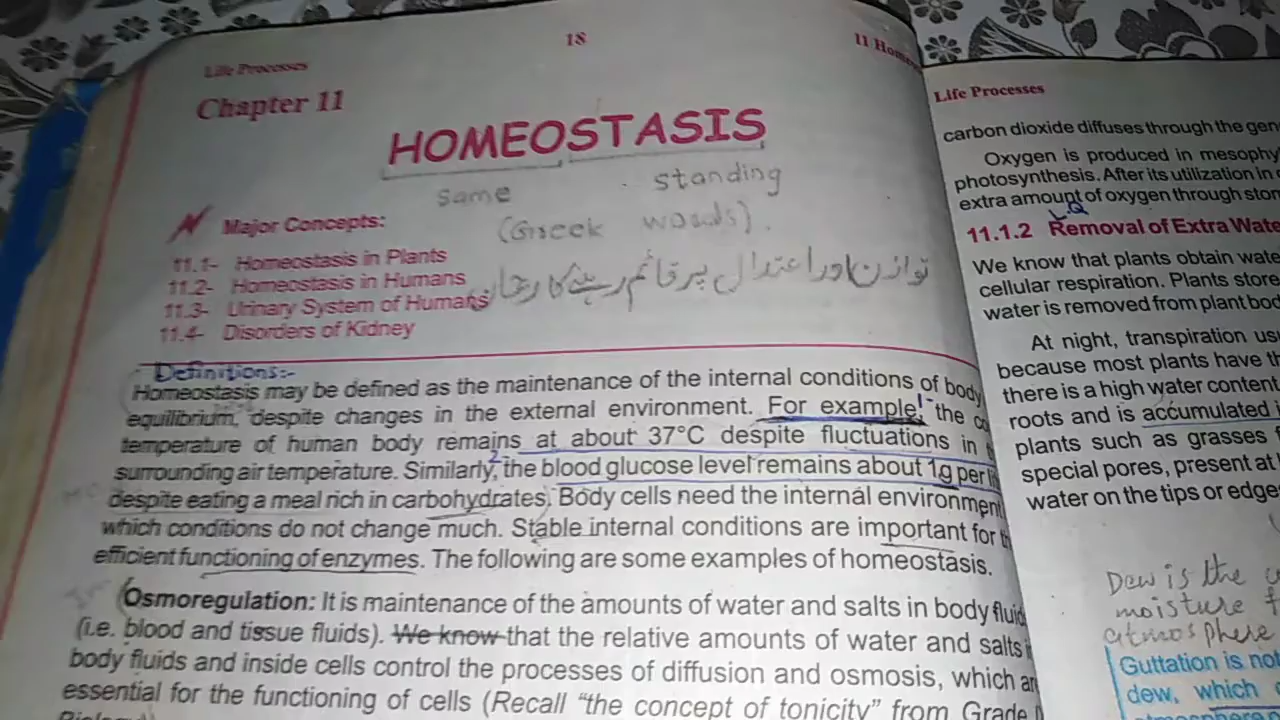 Life Processes
18
11 Home
Chapter 11
HOMEOSTASIS
same standing
(Greek words).
Major Concepts:
توازن اور اعتدال پر قائم رہنے کا رجحان
11.1- Homeostasis in Plants
11.2- Homeostasis in Humans
11.3- Urinary System of Humans
11.4- Disorders of Kidney
Definitions:-
Homeostasis may be defined as the maintenance of the internal conditions of body
equilibrium, despite changes in the external environment. For example, the
temperature of human body remains at about 37°C despite fluctuations in
surrounding air temperature. Similarly, the blood glucose level remains about 1g per
despite eating a meal rich in carbohydrates. Body cells need the internal environment
which conditions do not change much. Stable internal conditions are important for
efficient functioning of enzymes. The following are some examples of homeostasis.
Osmoregulation: It is maintenance of the amounts of water and salts in body fluid
(i.e. blood and tissue fluids). We know that the relative amounts of water and salts
body fluids and inside cells control the processes of diffusion and osmosis, which
essential for the functioning of cells (Recall “the concept of tonicity” from Grade
Life Processes
carbon dioxide diffuses through the
Oxygen is produced in
photosynthesis. After its utilization in
extra amount of oxygen through
11.1.2 Removal of Extra
We know that plants obtain
cellular respiration. Plants store
water is removed from plant
At night, transpiration
because most plants have
there is a high water content
roots and is accumulated
plants such as grasses
special pores, present at
water on the tips or
Dew is the
moisture
atmosphere
Guttation is not
dew, which